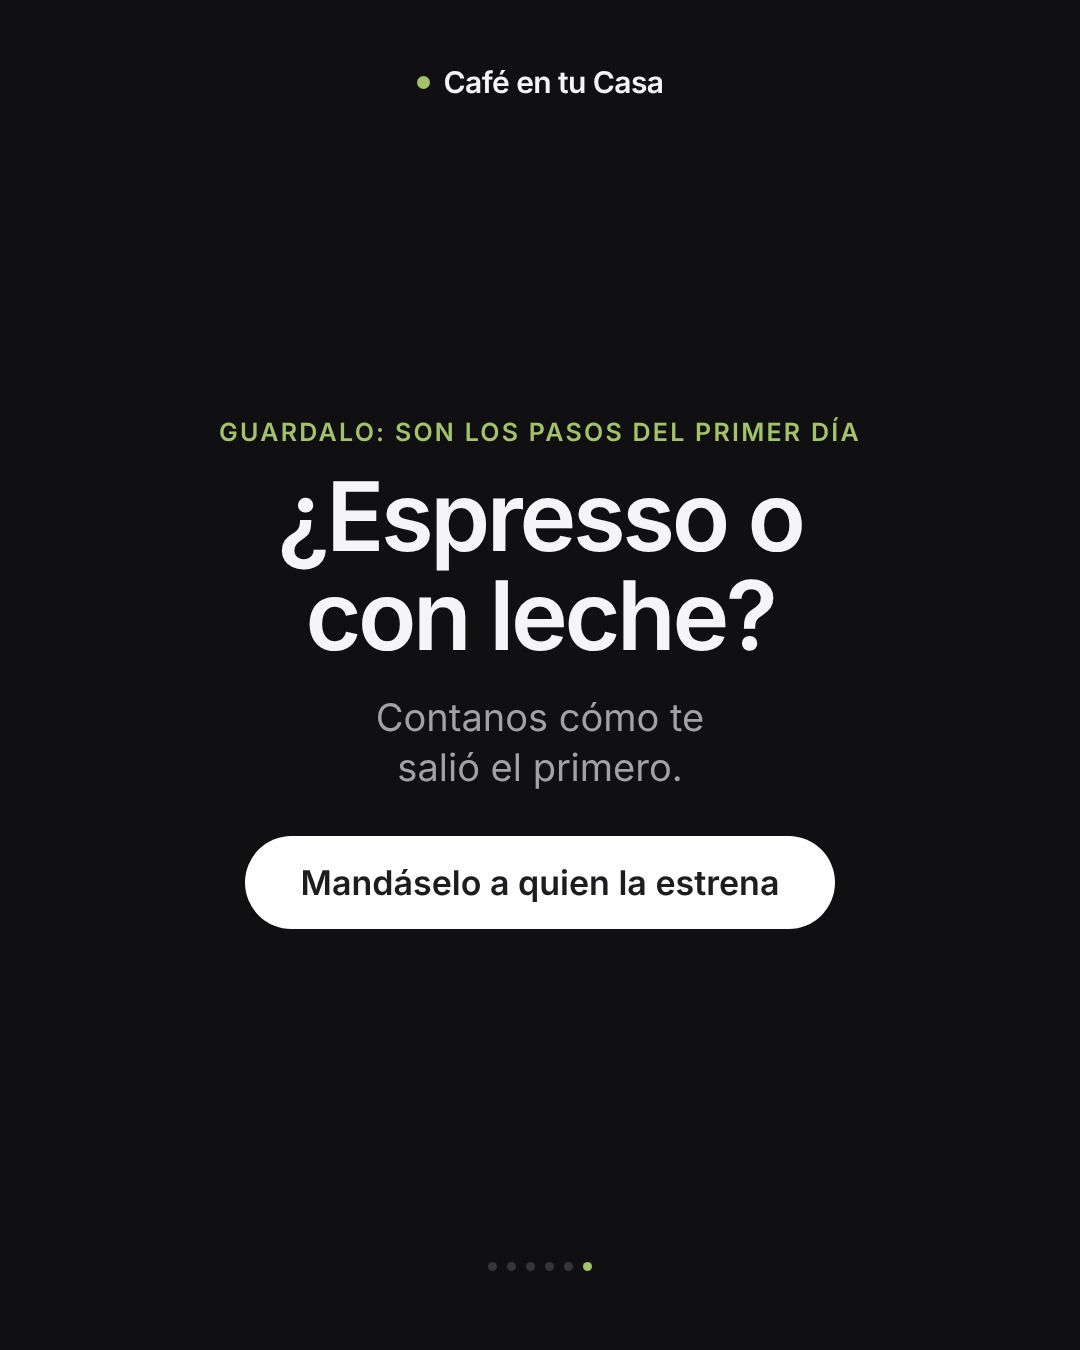 Café en tu Casa
GUARDALO: SON LOS PASOS DEL PRIMER DÍA
¿Espresso o
con leche?
Contanos cómo te
salió el primero.
Mandáselo a quien la estrena